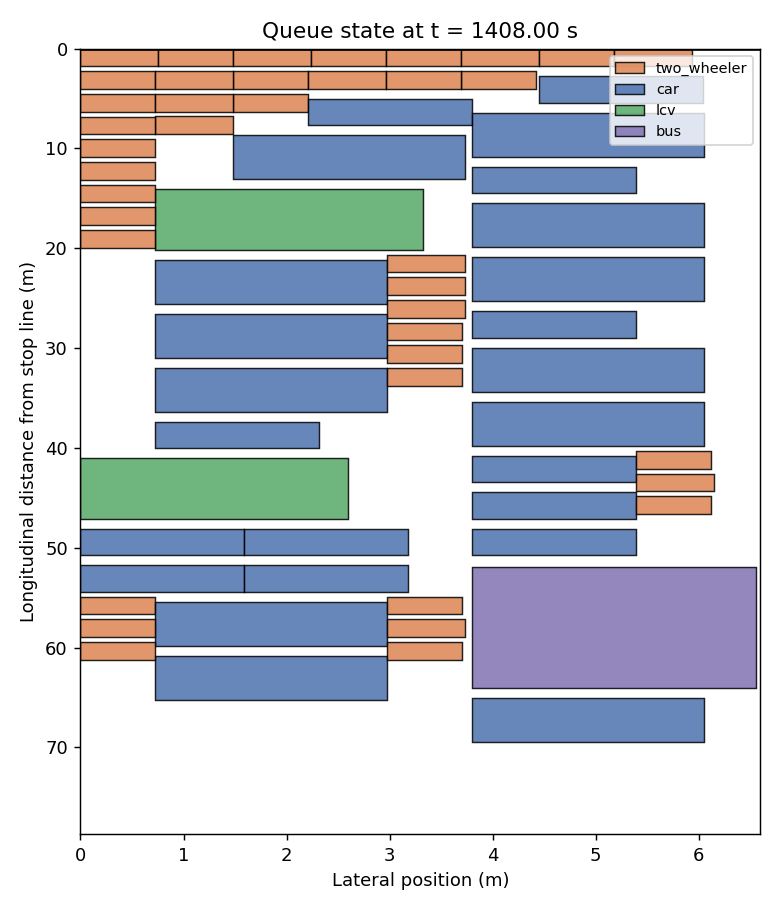 Queue state at t = 1408.00 s
two_wheeler
car
lcv
bus
0
10
20
30
40
50
60
70
Longitudinal distance from stop line (m)
0 1 2 3 4 5 6
Lateral position (m)